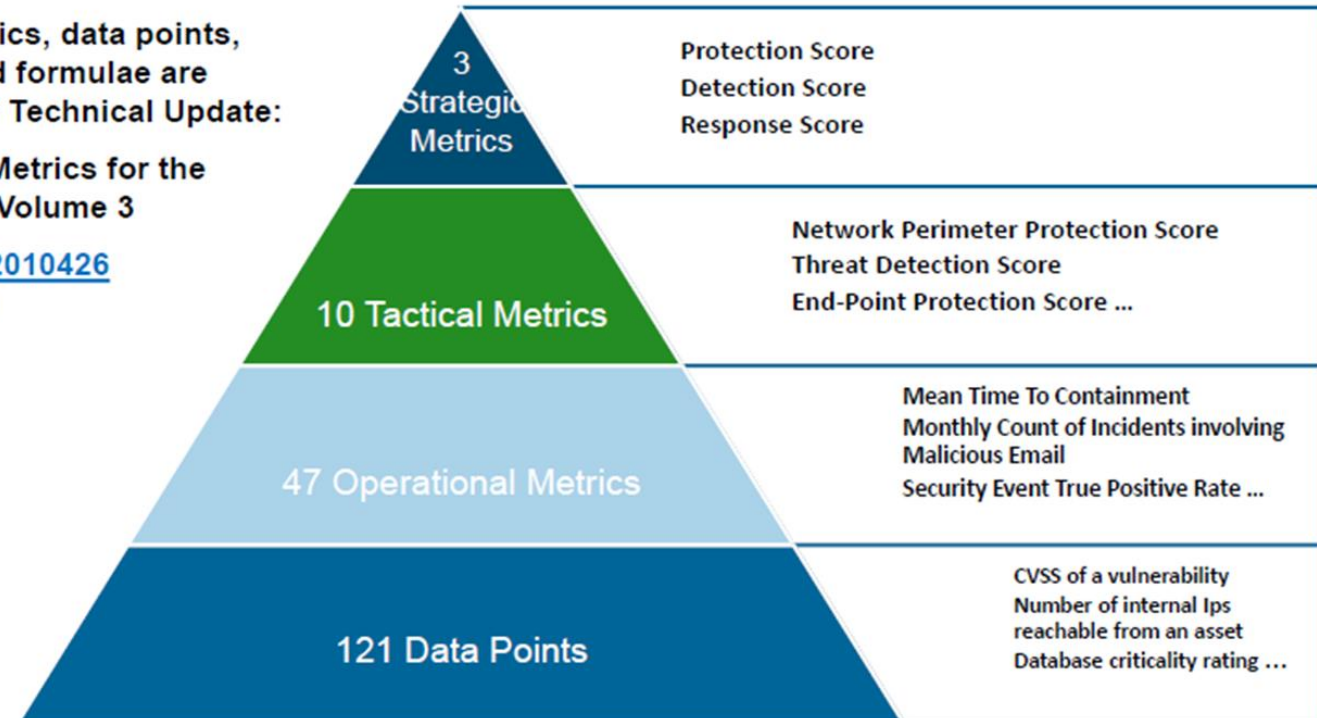 ics, data points,
d formulae are
Technical Update:
Metrics for the
Volume 3
2010426
3
Strategic
Metrics
Protection Score
Detection Score
Response Score
10 Tactical Metrics
Network Perimeter Protection Score
Threat Detection Score
End-Point Protection Score ...
47 Operational Metrics
Mean Time To Containment
Monthly Count of Incidents involving
Malicious Email
Security Event True Positive Rate ...
121 Data Points
CVSS of a vulnerability
Number of internal Ips
reachable from an asset
Database criticality rating ...